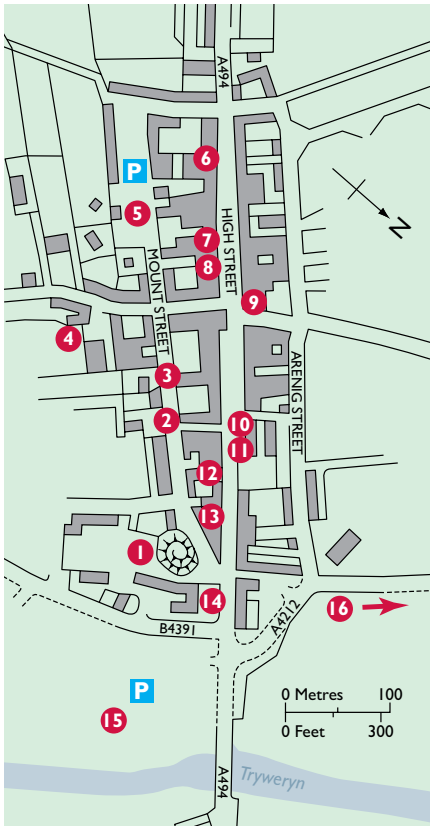 A494
6
P
5
HIGH STREET
N
7
MOUNT STREET
8
9
4
ARENIG STREET
3
2
10
11
12
13
1
14
16
A4212
B4391
P
15
0 Metres 100
0 Feet 300
A494
Tryweryn